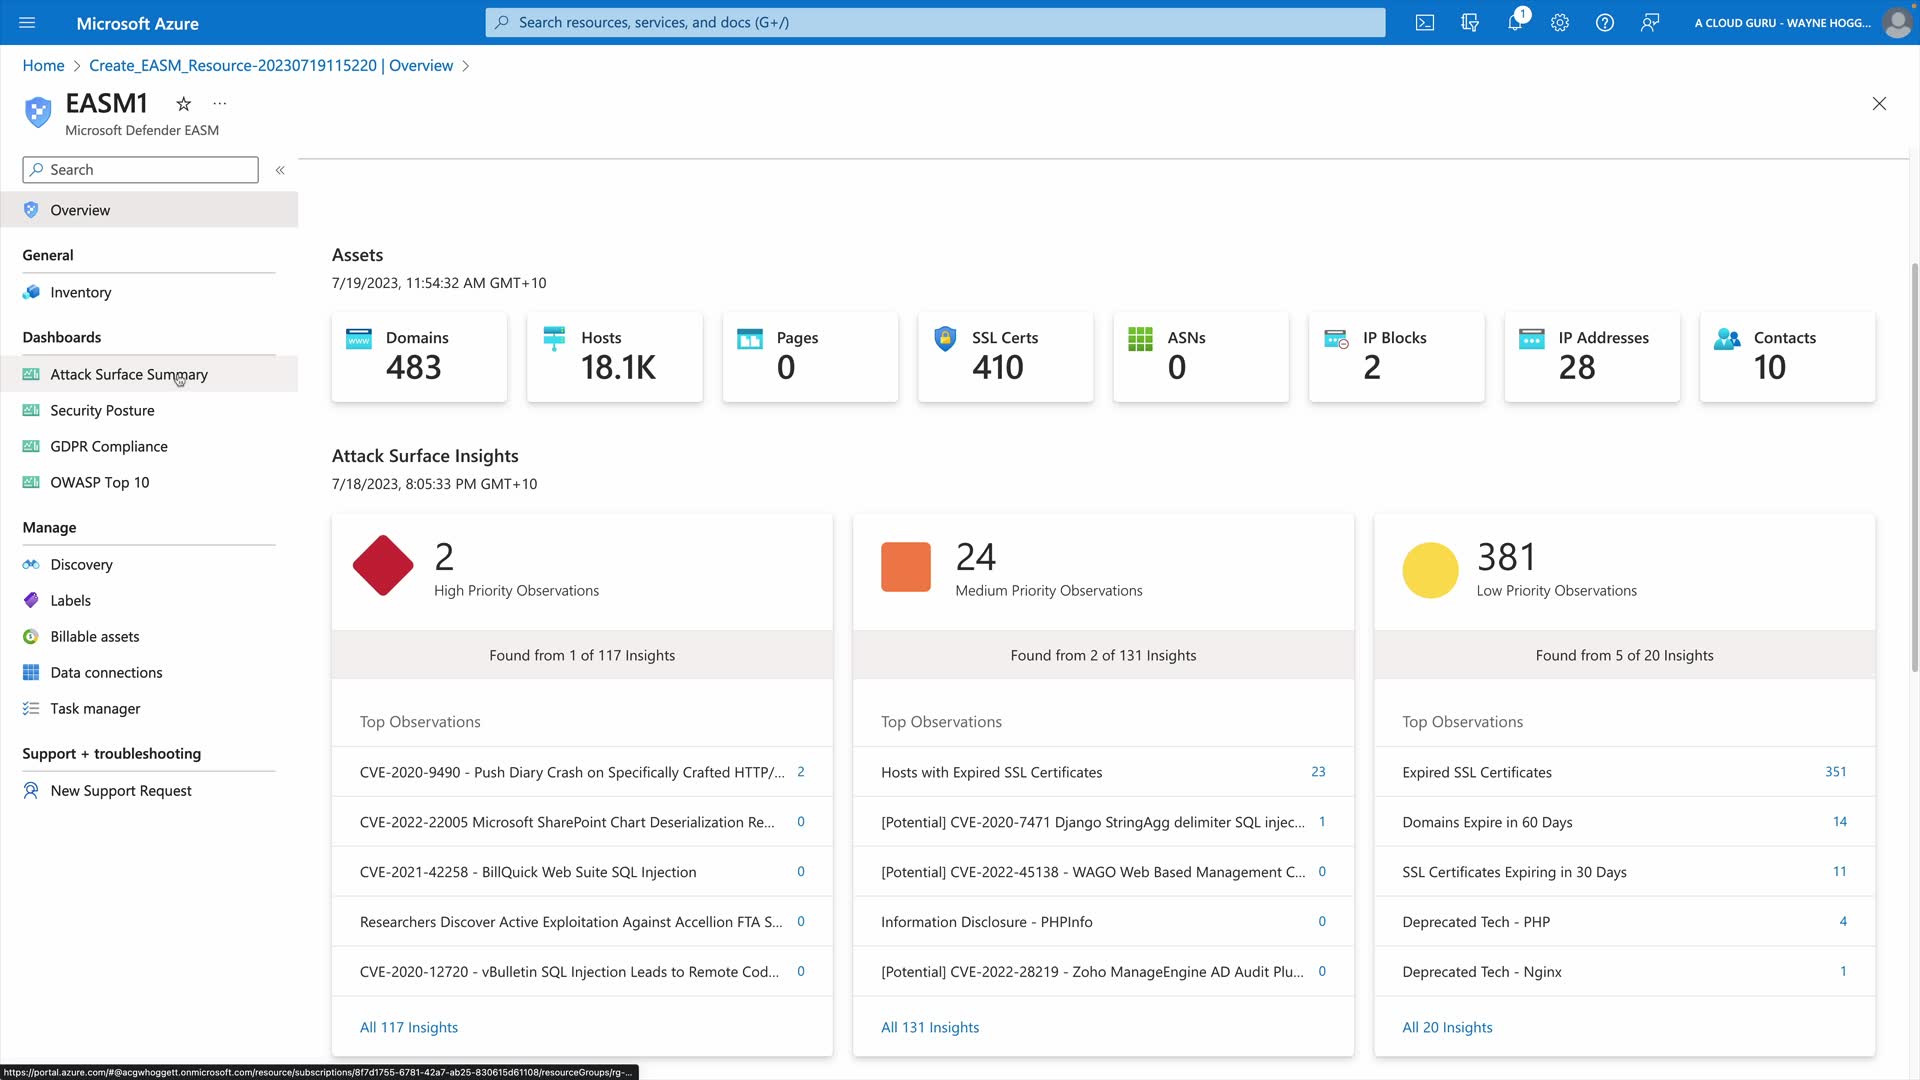 Microsoft Azure
Search resources, services, and docs (G+/)
1
A CLOUD GURU - WAYNE HOGG...
Home > Create_EASM_Resource-20230719115220 | Overview >
EASM1
Microsoft Defender EASM
Search
«
Overview
General
Inventory
Dashboards
Attack Surface Summary
Security Posture
GDPR Compliance
OWASP Top 10
Manage
Discovery
Labels
Billable assets
Data connections
Task manager
Support + troubleshooting
New Support Request
Assets
7/19/2023, 11:54:32 AM GMT+10
www
Domains
483
Hosts
18.1K
Pages
0
SSL Certs
410
ASNs
0
IP Blocks
2
IP Addresses
28
Contacts
10
Attack Surface Insights
7/18/2023, 8:05:33 PM GMT+10
2
High Priority Observations
Found from 1 of 117 Insights
Top Observations
CVE-2020-9490 - Push Diary Crash on Specifically Crafted HTTP/... 2
CVE-2022-22005 Microsoft SharePoint Chart Deserialization Re... 0
CVE-2021-42258 - BillQuick Web Suite SQL Injection 0
Researchers Discover Active Exploitation Against Accellion FTA S... 0
CVE-2020-12720 - vBulletin SQL Injection Leads to Remote Cod... 0
All 117 Insights
24
Medium Priority Observations
Found from 2 of 131 Insights
Top Observations
Hosts with Expired SSL Certificates 23
[Potential] CVE-2020-7471 Django StringAgg delimiter SQL injec... 1
[Potential] CVE-2022-45138 - WAGO Web Based Management C... 0
Information Disclosure - PHPInfo 0
[Potential] CVE-2022-28219 - Zoho ManageEngine AD Audit Plu... 0
All 131 Insights
381
Low Priority Observations
Found from 5 of 20 Insights
Top Observations
Expired SSL Certificates 351
Domains Expire in 60 Days 14
SSL Certificates Expiring in 30 Days 11
Deprecated Tech - PHP 4
Deprecated Tech - Nginx 1
All 20 Insights
https://portal.azure.com/#@acgwhoggett.onmicrosoft.com/resource/subscriptions/8f7d1755-6781-42a7-ab25-830615d61108/resourceGroups/rg-...